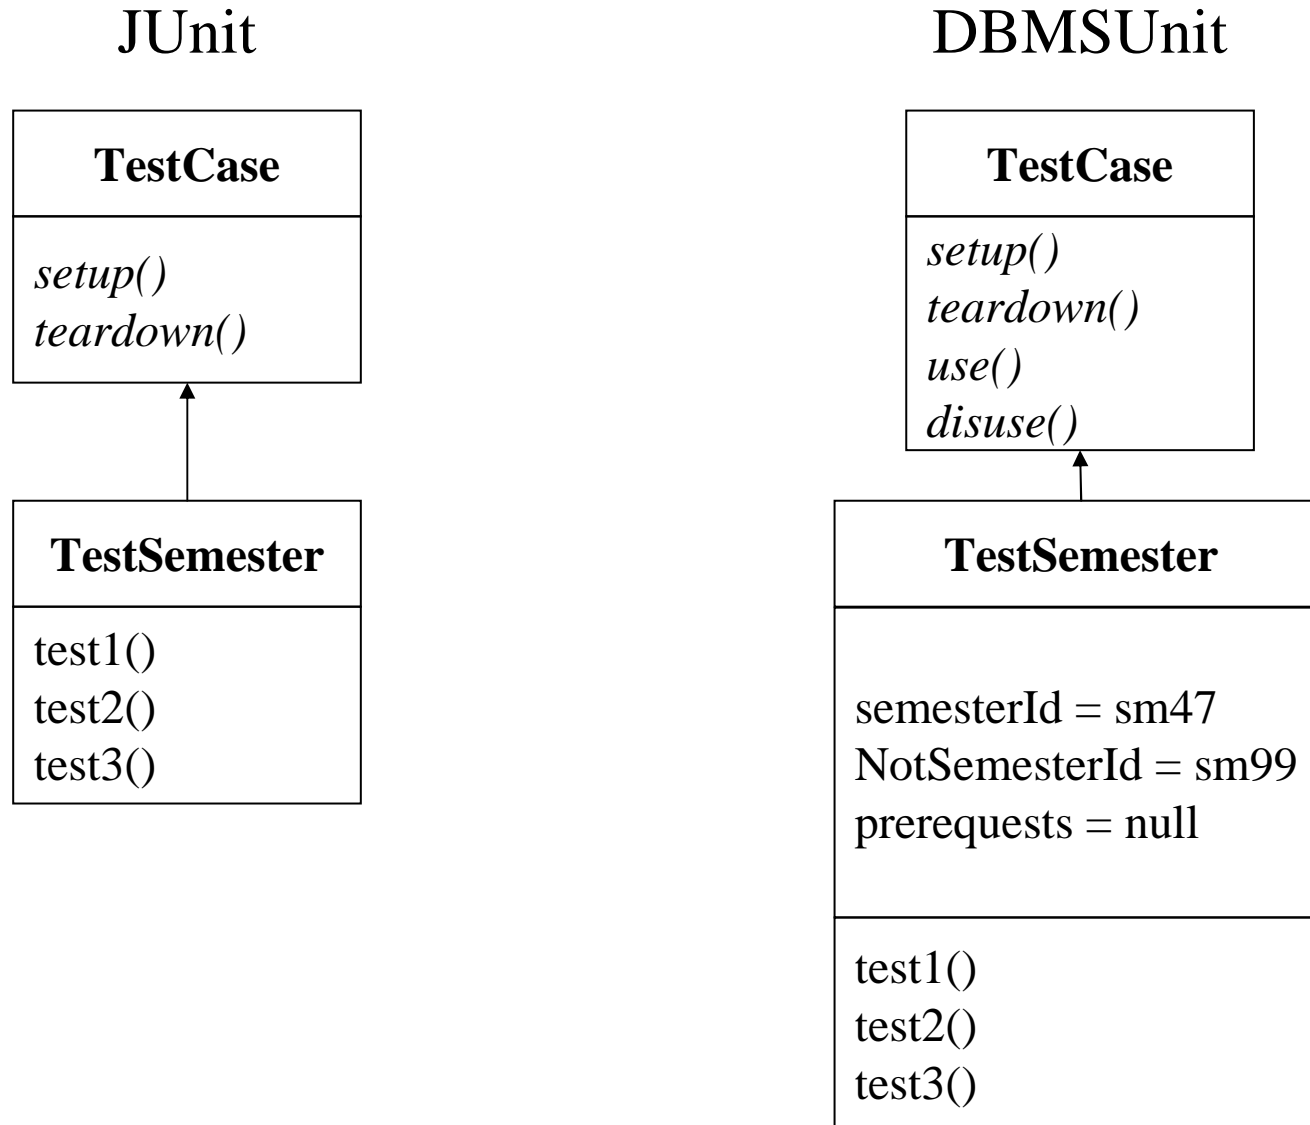 JUnit
TestCase
setup()
teardown()
TestSemester
test1()
test2()
test3()
DBMSUnit
TestCase
setup()
teardown()
use()
disuse()
TestSemester
semesterId = sm47
NotSemesterId = sm99
prerequests = null
test1()
test2()
test3()